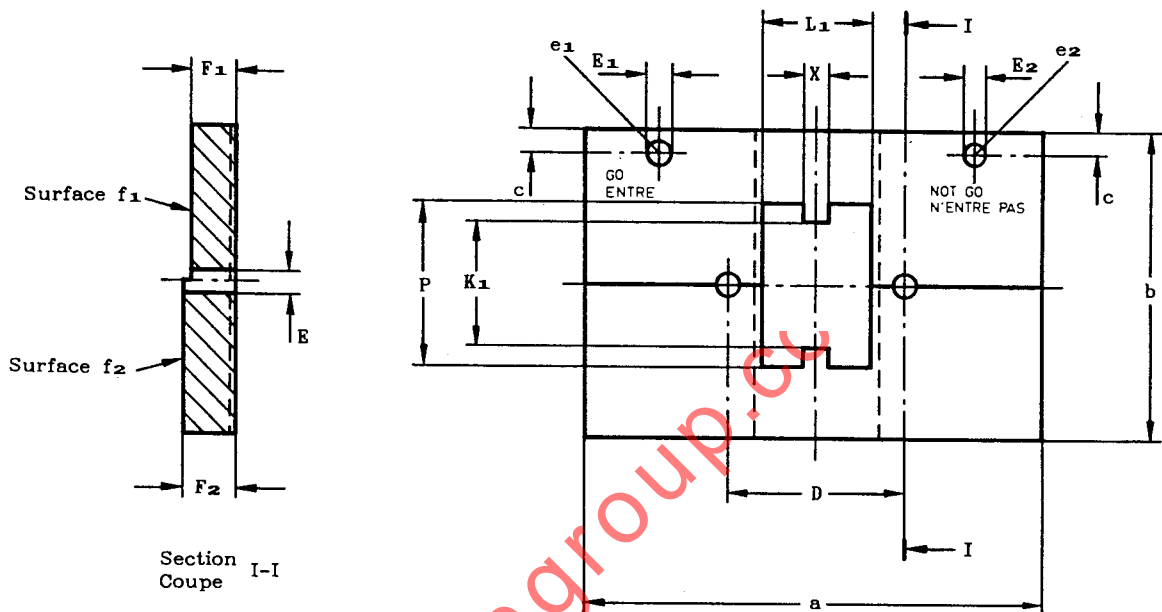 F1
Surface f1
E
Surface f2
F2
Section
Coupe I-I
L1
I
e1
E1
X
E2
e2
c
GO
ENTRE
NOT GO
N'ENTRE PAS
c
P
K1
b
D
I
a